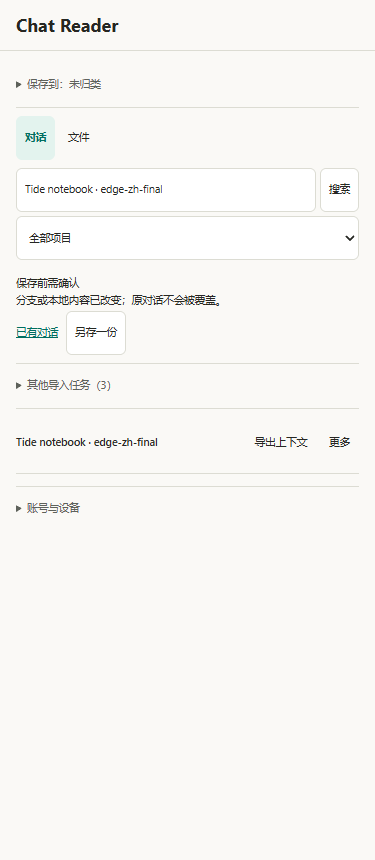 Chat Reader
▶ 保存到：未归类
对话 文件
Tide notebook · edge-zh-final 搜索
全部项目
保存前需确认
分支或本地内容已改变；原对话不会被覆盖。
已有对话 另存一份
▶ 其他导入任务（3）
Tide notebook · edge-zh-final 导出上下文 更多
▶ 账号与设备